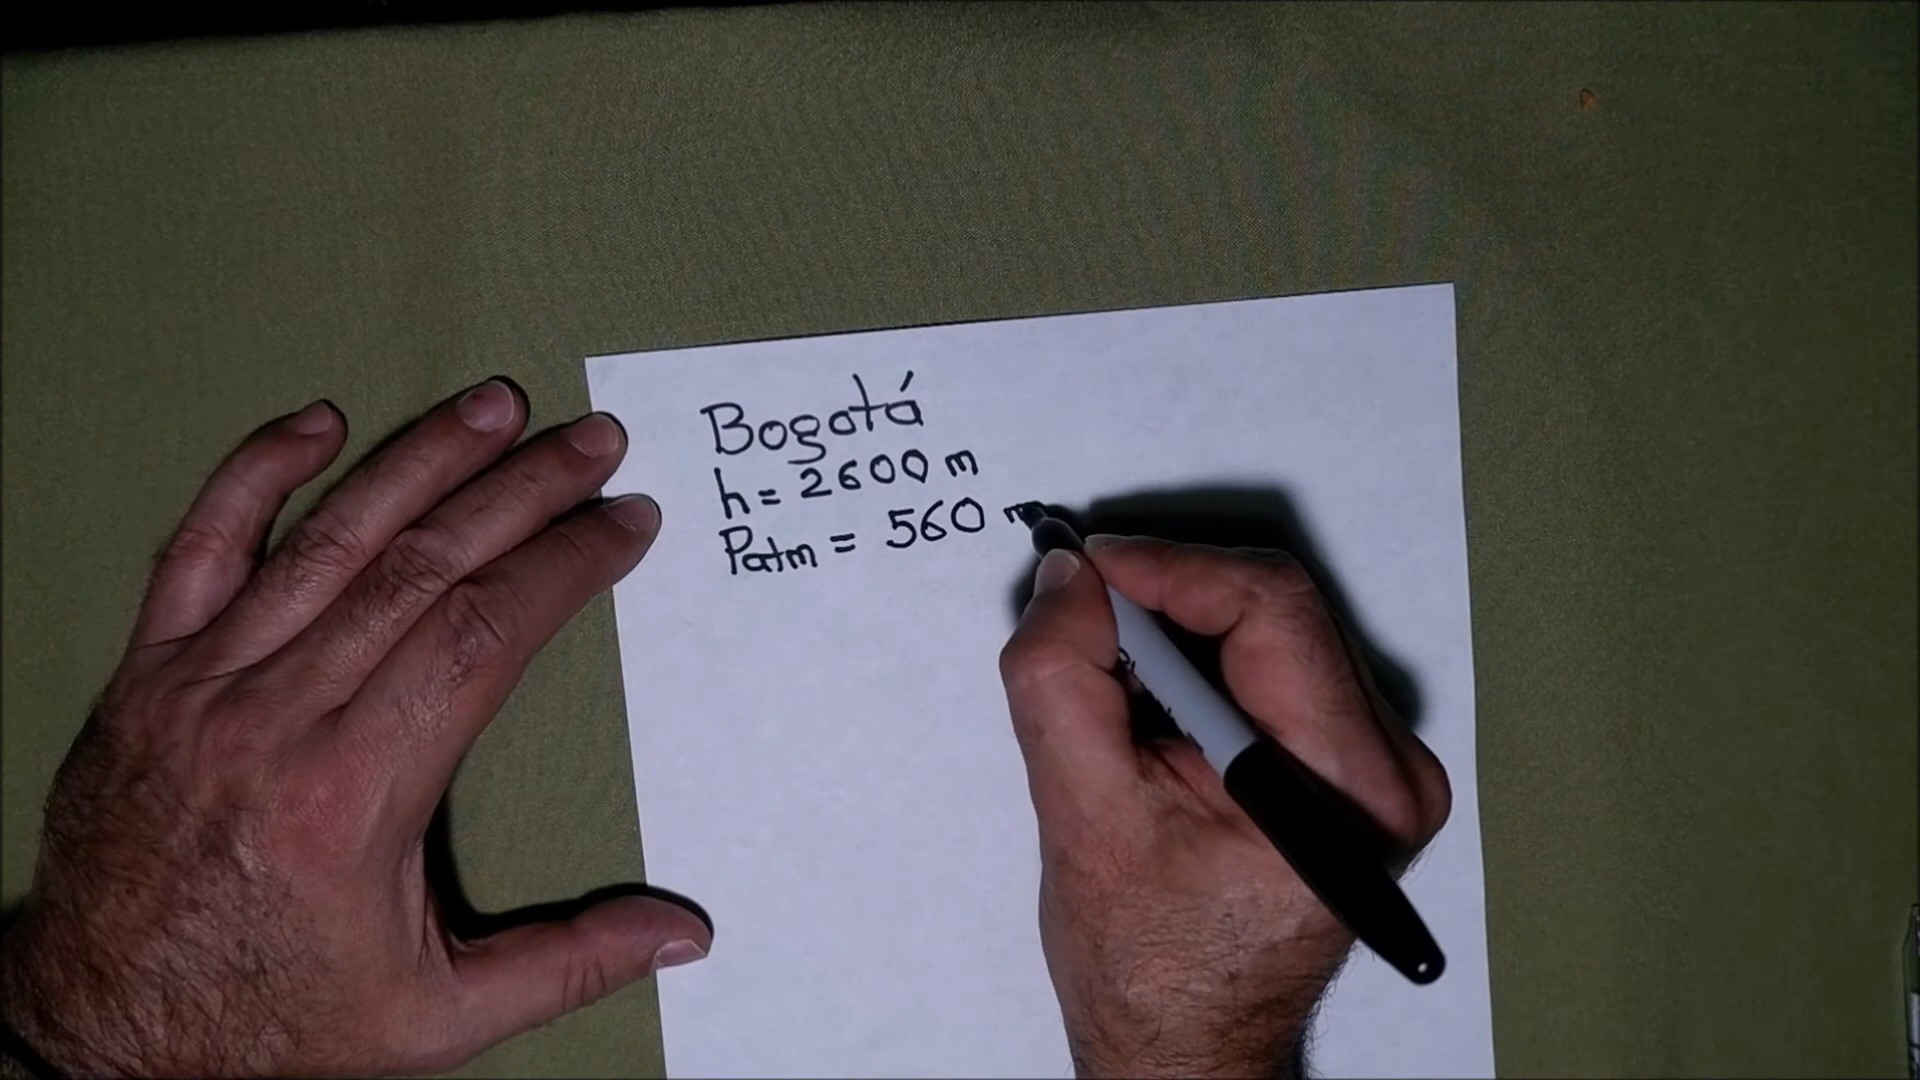 Bogotá
h = 2600 m
Patm = 560 m